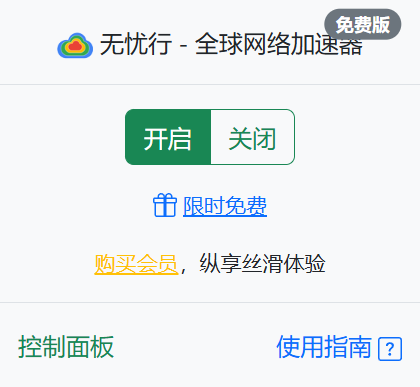 免费版
无忧行 - 全球网络加速器
开启 关闭
限时免费
购买会员，纵享丝滑体验
控制面板 使用指南 ?